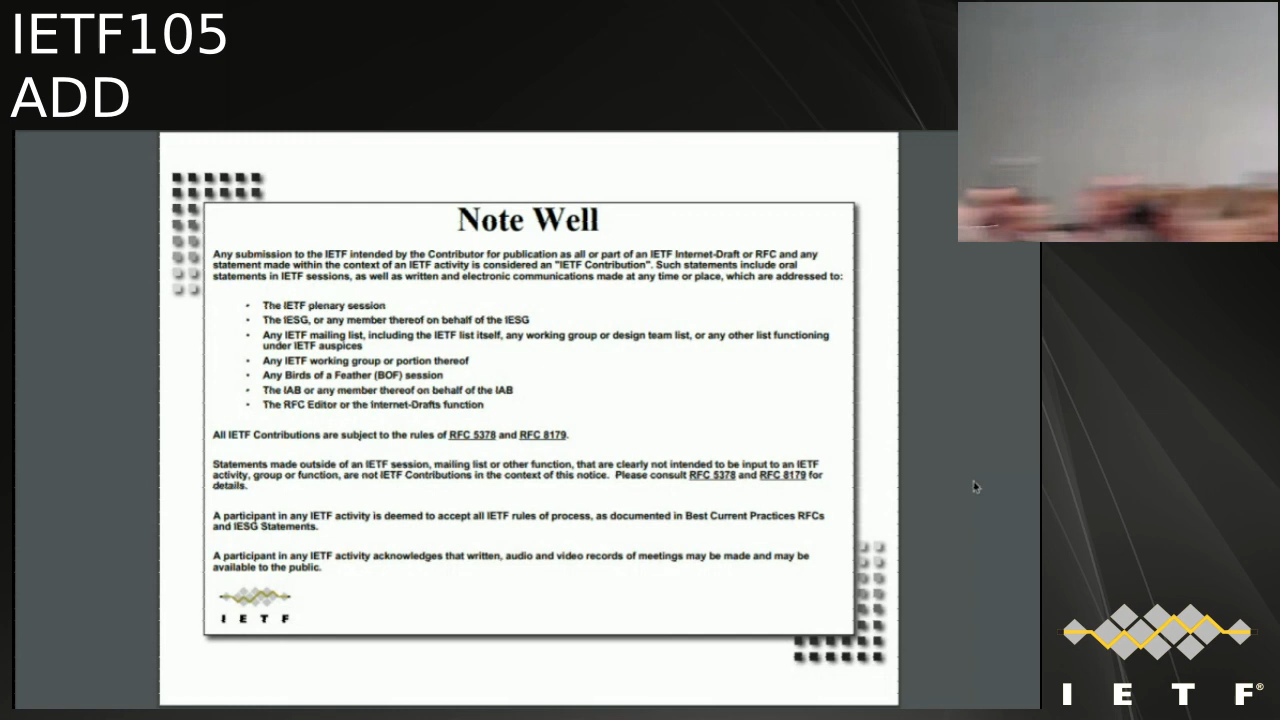 IETF105
ADD
Note Well
Any submission to the IETF intended by the Contributor for publication as all or part of an IETF Internet-Draft or RFC and any
statement made within the context of an IETF activity is considered an "IETF Contribution". Such statements include oral
statements in IETF sessions, as well as written and electronic communications made at any time or place, which are addressed to:
• The IETF plenary session
• The IESG, or any member thereof on behalf of the IESG
• Any IETF mailing list, including the IETF list itself, any working group or design team list, or any other list functioning
under IETF auspices
• Any IETF working group or portion thereof
• Any Birds of a Feather (BOF) session
• The IAB or any member thereof on behalf of the IAB
• The RFC Editor or the Internet-Drafts function
All IETF Contributions are subject to the rules of RFC 5378 and RFC 8179.
Statements made outside of an IETF session, mailing list or other function, that are clearly not intended to be input to an IETF
activity, group or function, are not IETF Contributions in the context of this notice. Please consult RFC 5378 and RFC 8179 for
details.
A participant in any IETF activity is deemed to accept all IETF rules of process, as documented in Best Current Practices RFCs
and IESG Statements.
A participant in any IETF activity acknowledges that written, audio and video records of meetings may be made and may be
available to the public.
I E T F
I E T F®